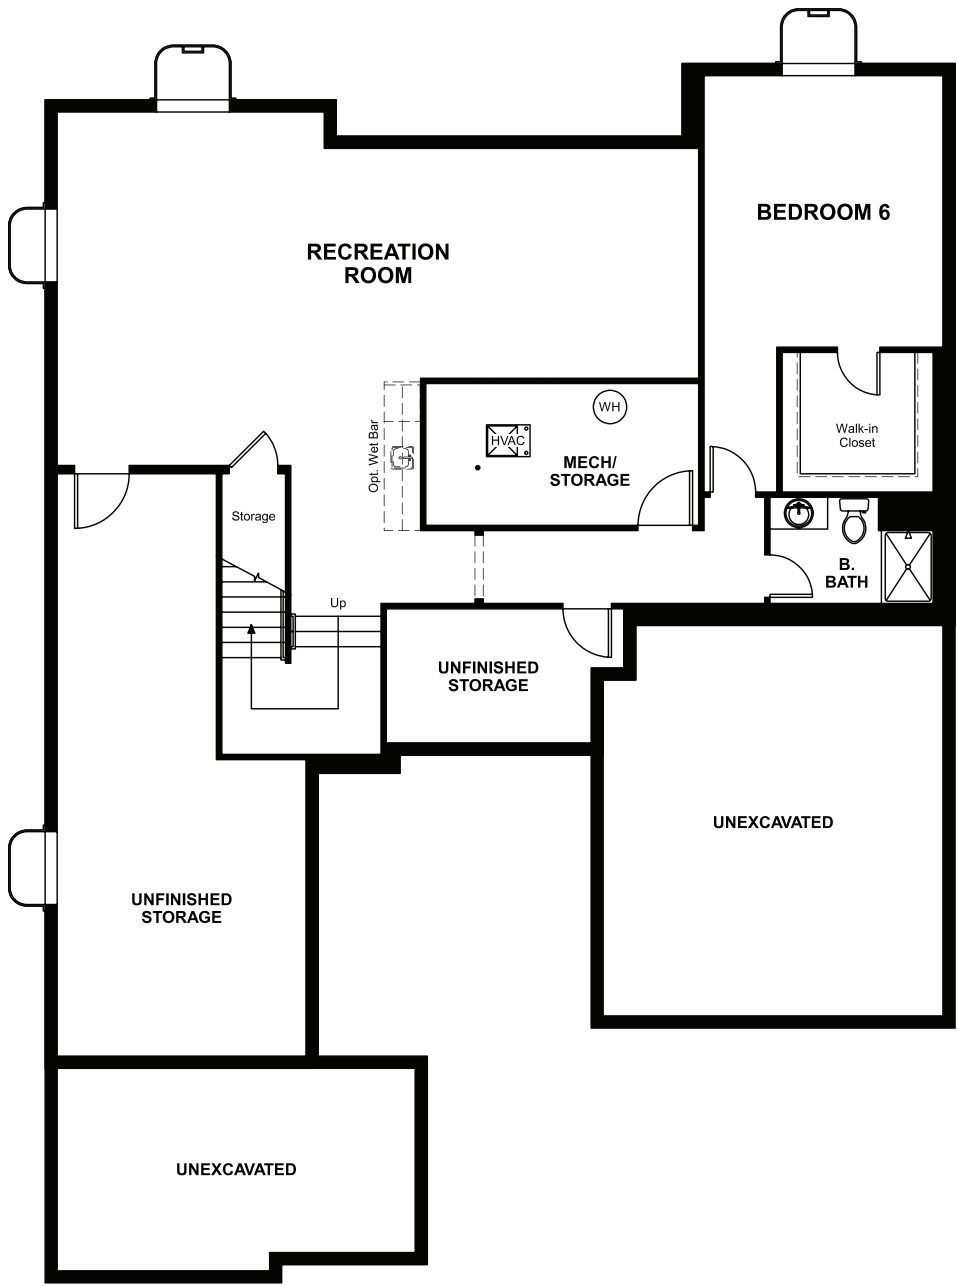 BEDROOM 6
RECREATION
ROOM
WH
Opt. Wet Bar
HVAC
MECH/
STORAGE
Walk-in
Closet
Storage
B.
BATH
Up
UNFINISHED
STORAGE
UNEXCAVATED
UNFINISHED
STORAGE
UNEXCAVATED